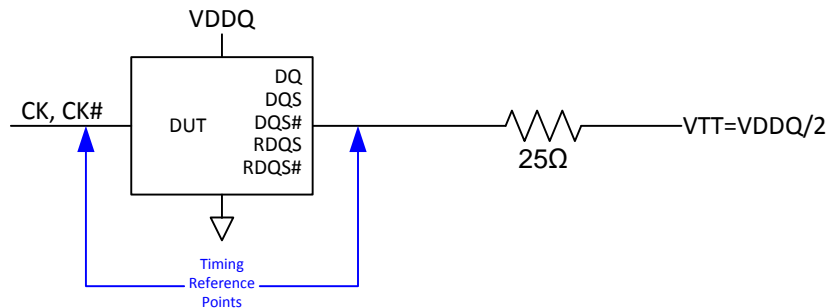 VDDQ
CK, CK#
DUT
DQ
DQS
DQS#
RDQS
RDQS#
25Ω
VTT=VDDQ/2
Timing
Reference
Points